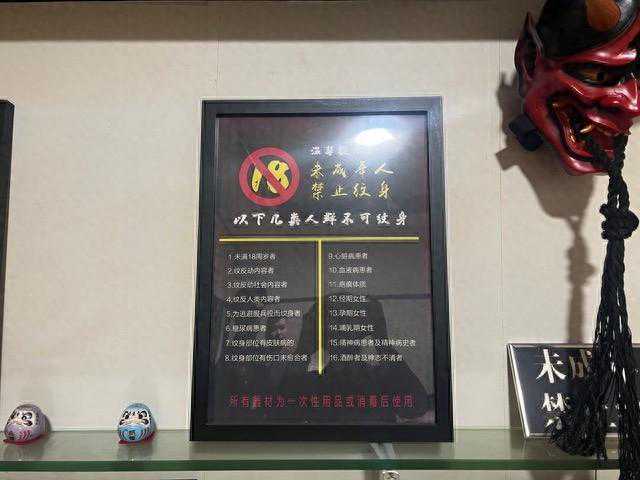 18
未成年人
禁止纹身
以下几类人群不可纹身
1.未满18周岁者
2.纹反动内容者
3.纹反动社会内容者
4.纹反人类内容者
5.为逃避服兵役而纹身者
6.糖尿病患者
7.纹身部位有皮肤病的
8.纹身部位有伤口未愈合者
9.心脏病患者
10.血液病患者
11.疤痕体质
12.经期女性
13.孕期女性
14.哺乳期女性
15.精神病患者及精神病史者
16.酒醉者及神志不清者
所有器材为一次性用品或消毒后使用
未成
禁